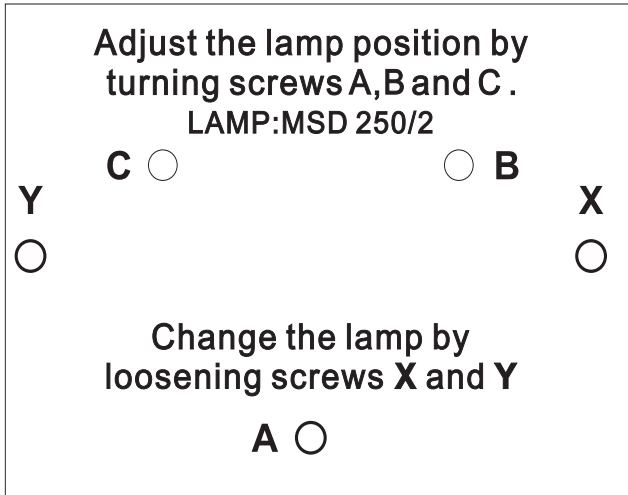 Adjust the lamp position by
turning screws A,B and C .
LAMP:MSD 250/2
C B
Y X
Change the lamp by
loosening screws X and Y
A